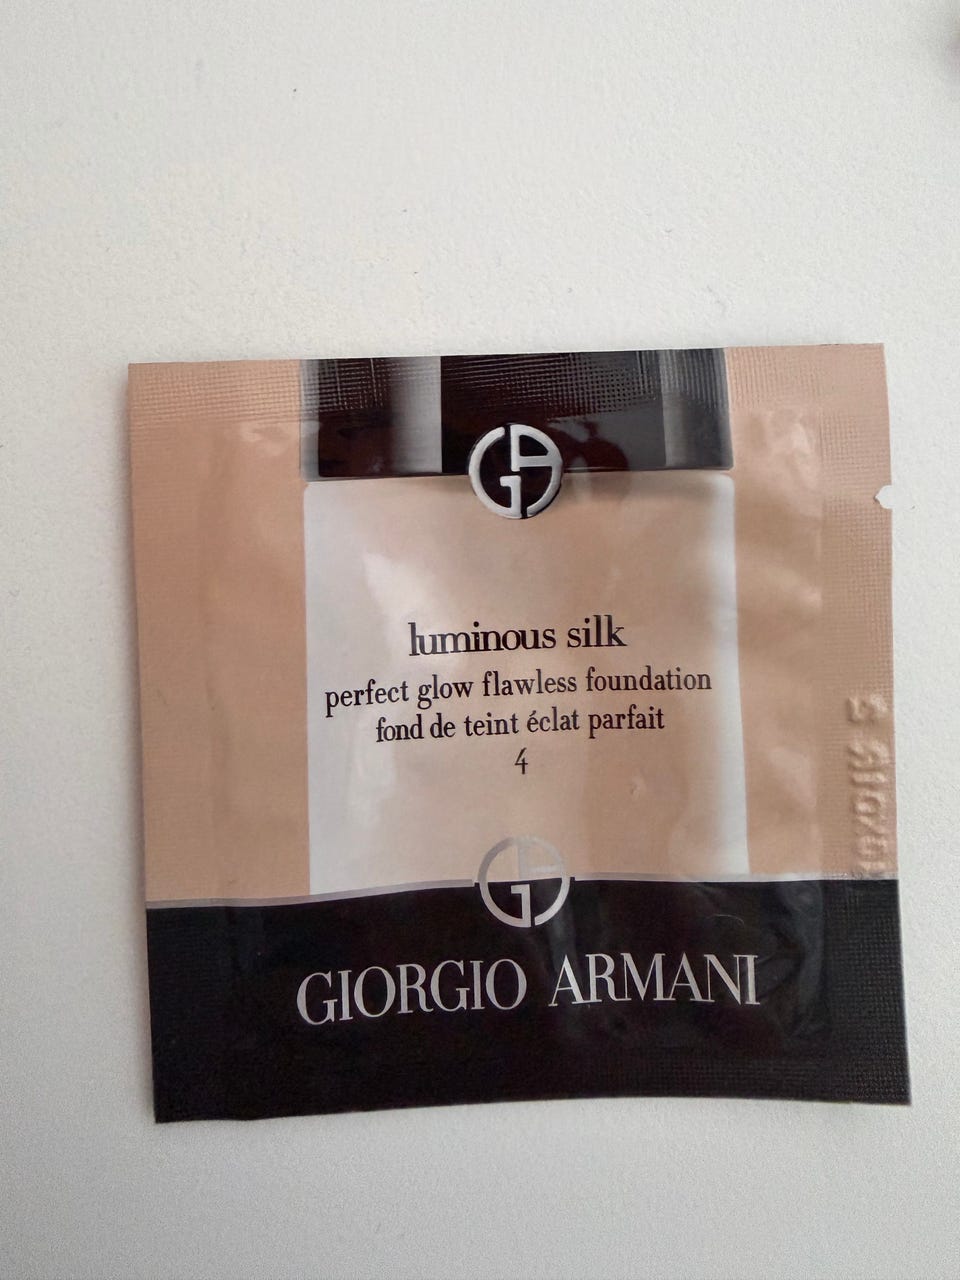 luminous silk
perfect glow flawless foundation
fond de teint éclat parfait
4
GIORGIO ARMANI